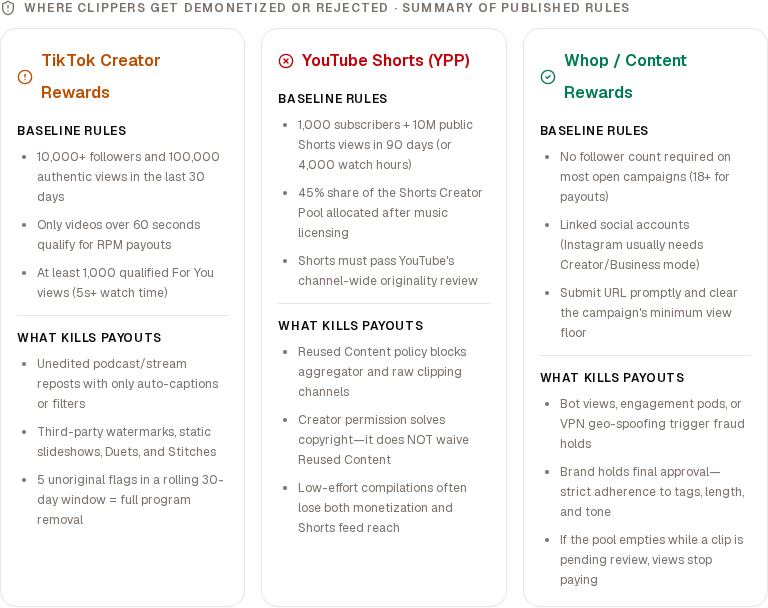 WHERE CLIPPERS GET DEMONETIZED OR REJECTED · SUMMARY OF PUBLISHED RULES
TikTok Creator
Rewards
BASELINE RULES
• 10,000+ followers and 100,000
authentic views in the last 30
days
• Only videos over 60 seconds
qualify for RPM payouts
• At least 1,000 qualified For You
views (5s+ watch time)
WHAT KILLS PAYOUTS
• Unedited podcast/stream
reposts with only auto-captions
or filters
• Third-party watermarks, static
slideshows, Duets, and Stitches
• 5 unoriginal flags in a rolling 30-
day window = full program
removal
YouTube Shorts (YPP)
BASELINE RULES
• 1,000 subscribers + 10M public
Shorts views in 90 days (or
4,000 watch hours)
• 45% share of the Shorts Creator
Pool allocated after music
licensing
• Shorts must pass YouTube's
channel-wide originality review
WHAT KILLS PAYOUTS
• Reused Content policy blocks
aggregator and raw clipping
channels
• Creator permission solves
copyright—it does NOT waive
Reused Content
• Low-effort compilations often
lose both monetization and
Shorts feed reach
Whop / Content
Rewards
BASELINE RULES
• No follower count required on
most open campaigns (18+ for
payouts)
• Linked social accounts
(Instagram usually needs
Creator/Business mode)
• Submit URL promptly and clear
the campaign's minimum view
floor
WHAT KILLS PAYOUTS
• Bot views, engagement pods, or
VPN geo-spoofing trigger fraud
holds
• Brand holds final approval—
strict adherence to tags, length,
and tone
• If the pool empties while a clip is
pending review, views stop
paying